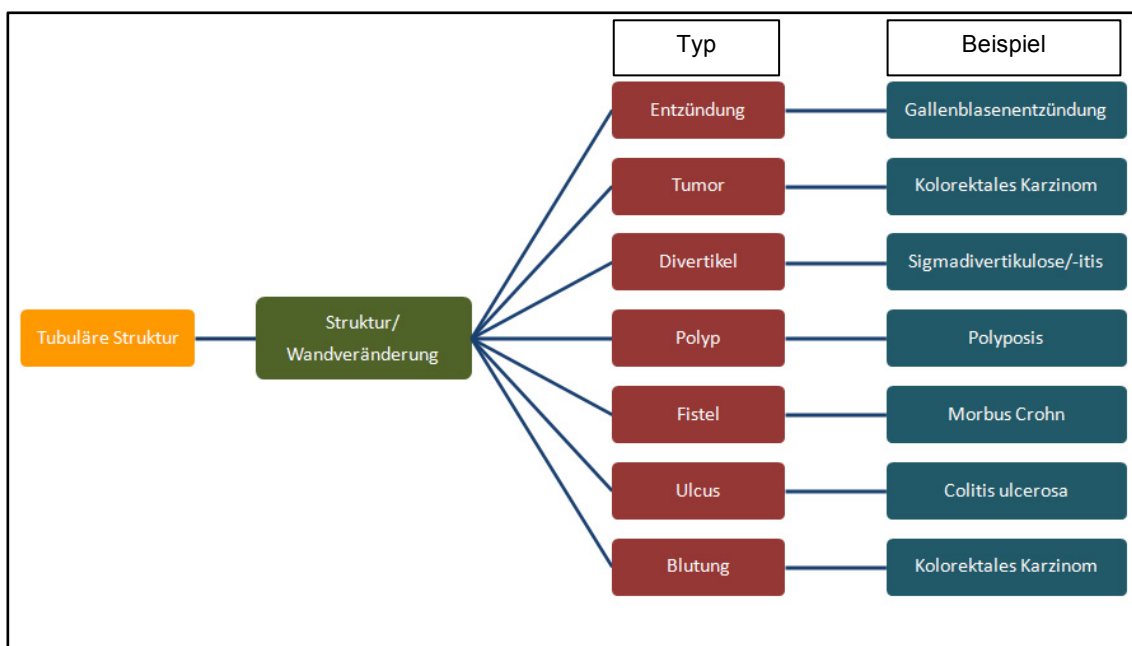 Typ
Beispiel
Entzündung
Gallenblasenentzündung
Tumor
Kolorektales Karzinom
Divertikel
Sigmadivertikulose/-itis
Tubuläre Struktur
Struktur/
Wandveränderung
Polyp
Polyposis
Fistel
Morbus Crohn
Ulcus
Colitis ulcerosa
Blutung
Kolorektales Karzinom